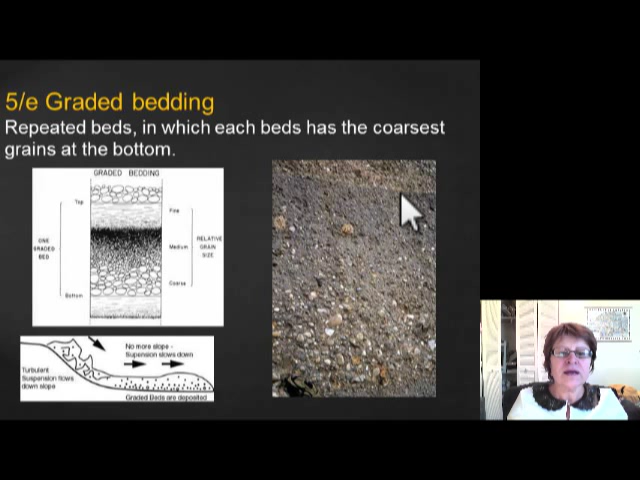 5/e Graded bedding
Repeated beds, in which each beds has the coarsest
grains at the bottom.
GRADED BEDDING
Top
Fine
ONE
GRADED
BED
Medium
RELATIVE
GRAIN
SIZE
Coarse
Bottom
No more slope -
Supension slows down
Turbulent
Suspension flows
down slope
Graded Beds are deposited